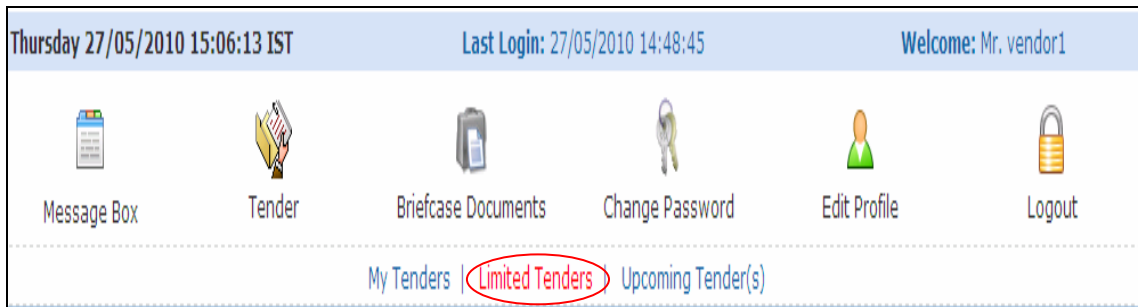 Thursday 27/05/2010 15:06:13 IST Last Login: 27/05/2010 14:48:45 Welcome: Mr. vendor1
Message Box Tender Briefcase Documents Change Password Edit Profile Logout
My Tenders | Limited Tenders | Upcoming Tender(s)